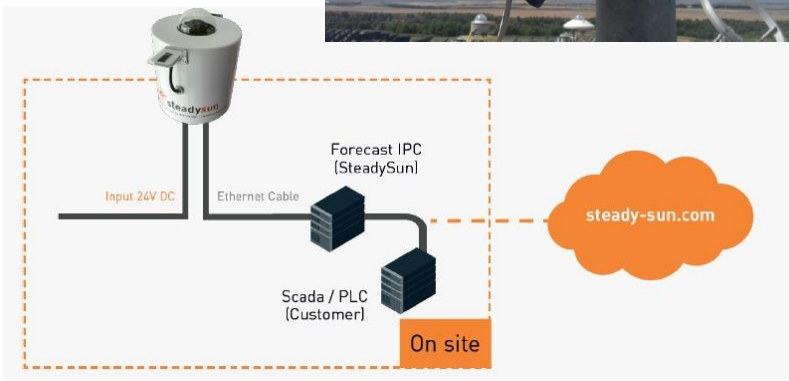 steadysun
Forecast IPC
(SteadySun)
Input 24V DC
Ethernet Cable
steady-sun.com
Scada / PLC
(Customer)
On site